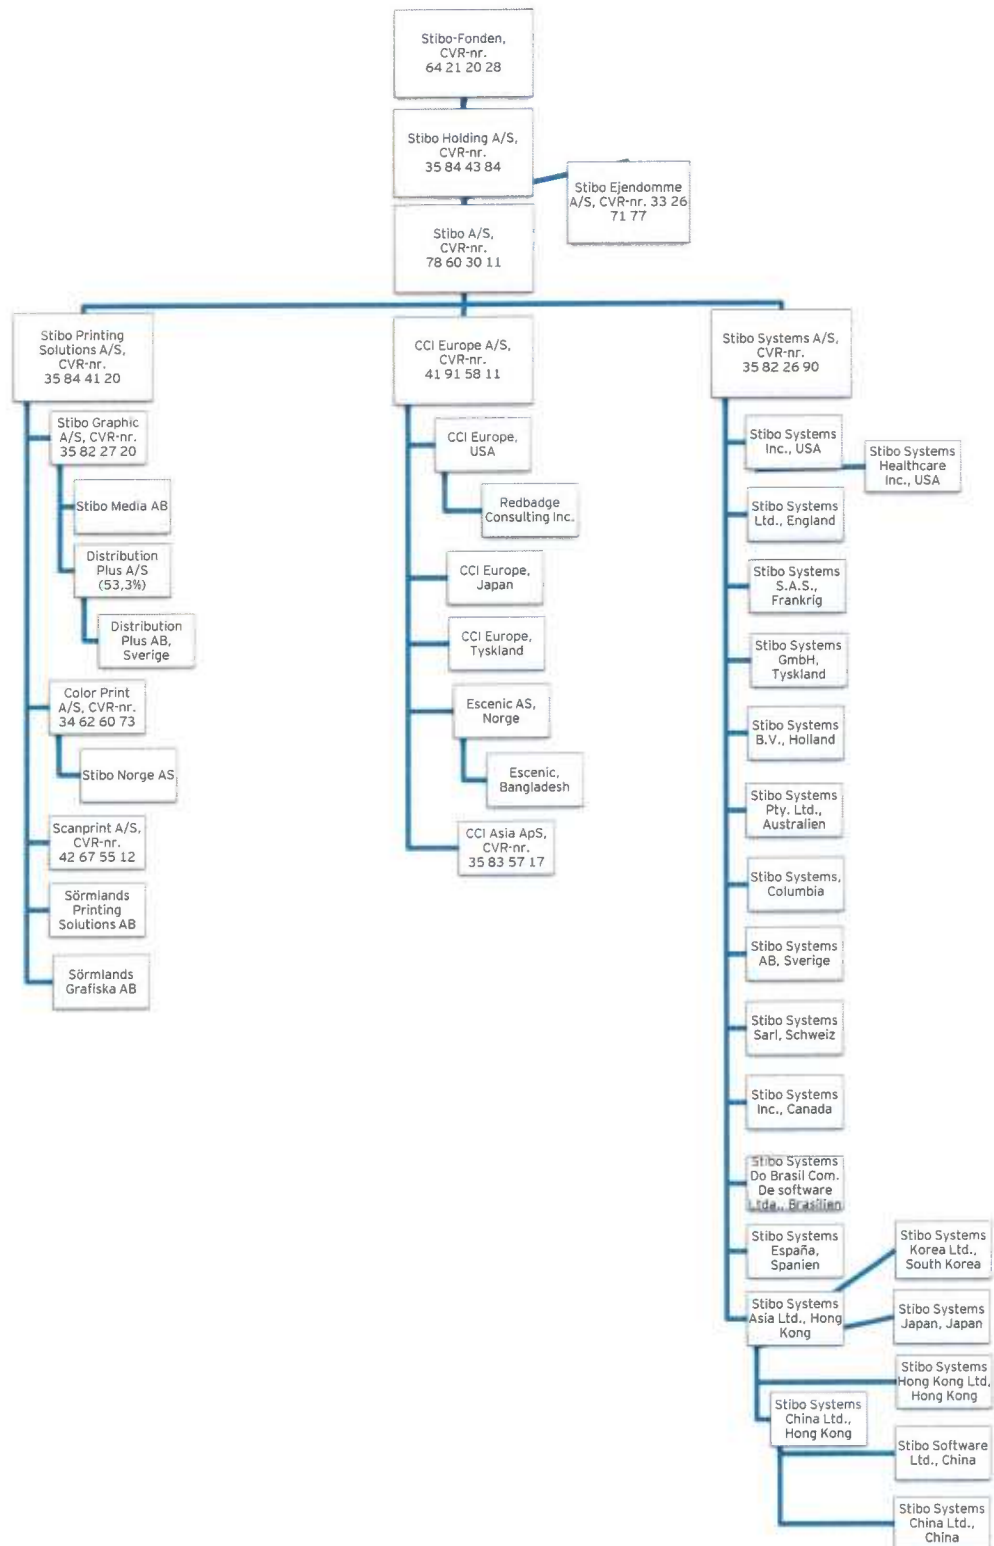 Stibo-Fonden,
CVR-nr.
64 21 20 28
Stibo Holding A/S,
CVR-nr.
35 84 43 84
Stibo Ejendomme
A/S, CVR-nr. 33 26
71 77
Stibo A/S,
CVR-nr.
78 60 30 11
Stibo Printing
Solutions A/S,
CVR-nr.
35 84 41 20
Stibo Graphic
A/S, CVR-nr.
35 82 27 20
Stibo Media AB
Distribution
Plus A/S
(53,3%)
Distribution
Plus AB,
Sverige
Color Print
A/S, CVR-nr.
34 62 60 73
Stibo Norge AS
Scanprint A/S,
CVR-nr.
42 67 55 12
Sörmlands
Printing
Solutions AB
Sörmlands
Grafiska AB
CCI Europe A/S,
CVR-nr.
41 91 58 11
CCI Europe,
USA
Redbadge
Consulting Inc.
CCI Europe,
Japan
CCI Europe,
Tyskland
Escenic AS,
Norge
Escenic,
Bangladesh
CCI Asia ApS,
CVR-nr.
35 83 57 17
Stibo Systems A/S,
CVR-nr.
35 82 26 90
Stibo Systems
Inc., USA
Stibo Systems
Healthcare
Inc., USA
Stibo Systems
Ltd., England
Stibo Systems
S.A.S.,
Frankrig
Stibo Systems
GmbH,
Tyskland
Stibo Systems
B.V., Holland
Stibo Systems
Pty. Ltd.,
Australien
Stibo Systems,
Columbia
Stibo Systems
AB, Sverige
Stibo Systems
Sarl, Schweiz
Stibo Systems
Inc., Canada
Stibo Systems
Do Brasil Com.
De software
Ltda., Brasilien
Stibo Systems
España,
Spanien
Stibo Systems
Asia Ltd., Hong
Kong
Stibo Systems
Korea Ltd.,
South Korea
Stibo Systems
Japan, Japan
Stibo Systems
Hong Kong Ltd,
Hong Kong
Stibo Systems
China Ltd.,
Hong Kong
Stibo Software
Ltd., China
Stibo Systems
China Ltd.,
China